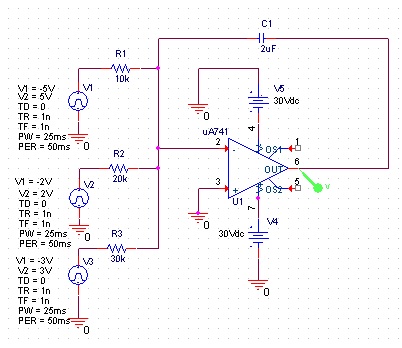 C1
2uF
R1
10k
V1 = -5V
V2 = 5V
TD = 0
TR = 1n
TF = 1n
PW = 25ms
PER = 50ms
V1
0
V5
30Vdc
0
4
uA741
2
-
OS1
1
6
OUT
V
3
+
OS2
5
U1
0
7
V4
30Vdc
0
R2
20k
V1 = -2V
V2 = 2V
TD = 0
TR = 1n
TF = 1n
PW = 25ms
PER = 50ms
V2
0
R3
30k
V1 = -3V
V2 = 3V
TD = 0
TR = 1n
TF = 1n
PW = 25ms
PER = 50ms
V3
0